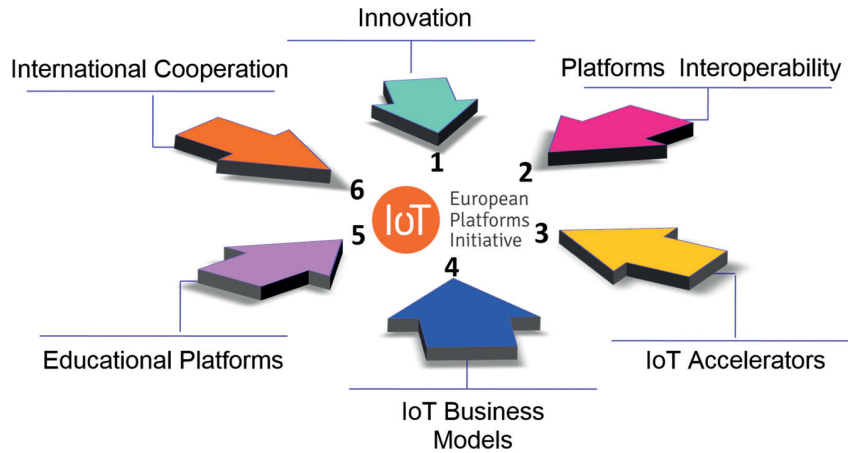 Innovation
International Cooperation
Platforms Interoperability
1
2
6
IoT
European
Platforms
Initiative
5
3
4
Educational Platforms
IoT Accelerators
IoT Business
Models